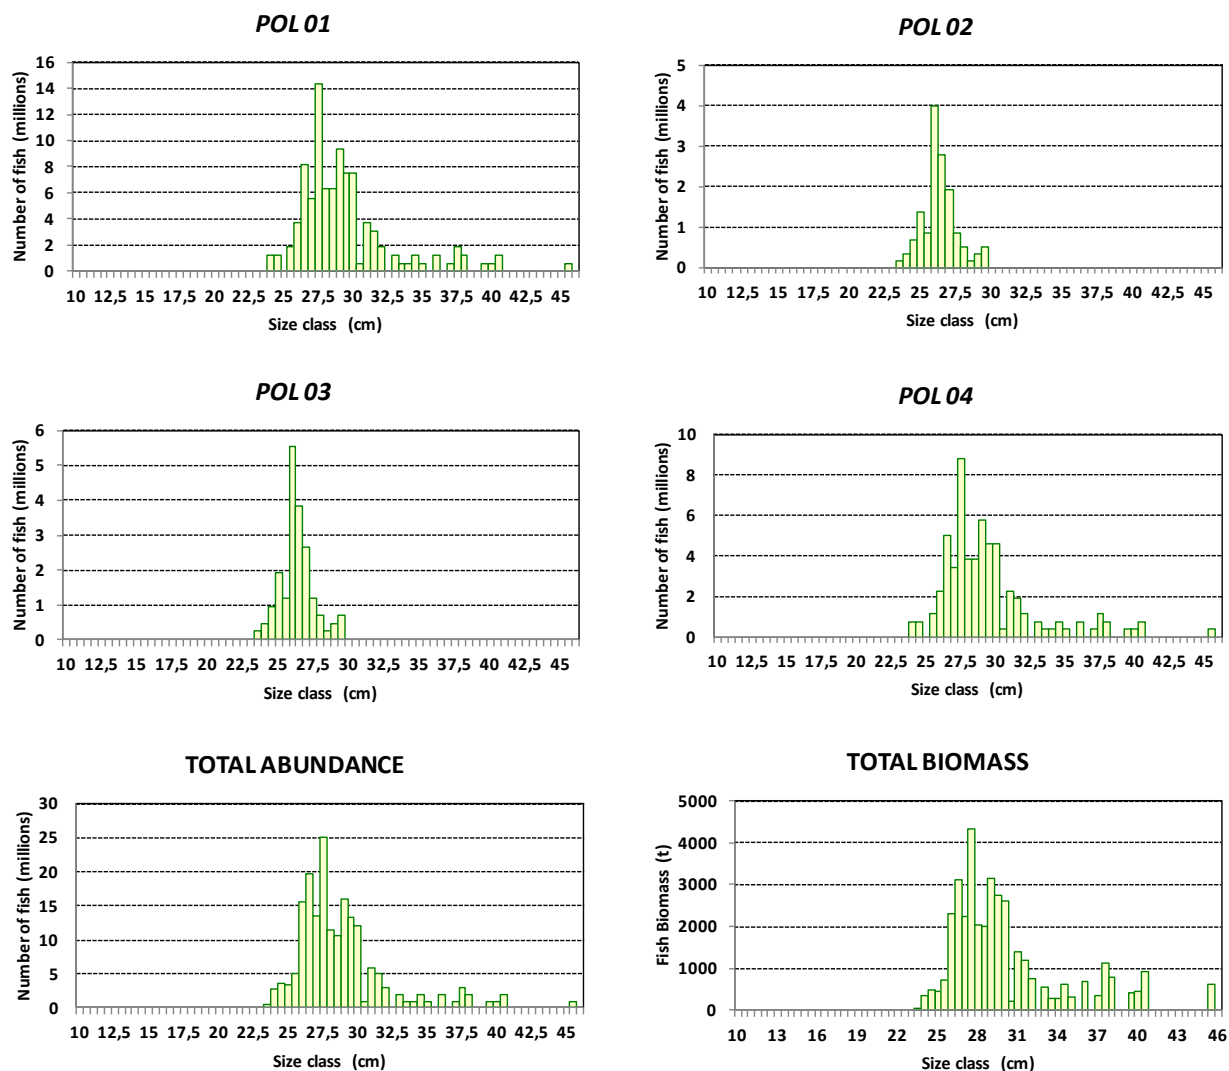 POL 01
Number of fish (millions)
16
14
12
10
8
6
4
2
0
10 12,5 15 17,5 20 22,5 25 27,5 30 32,5 35 37,5 40 42,5 45
Size class (cm)
POL 02
Number of fish (millions)
5
4
3
2
1
0
10 12,5 15 17,5 20 22,5 25 27,5 30 32,5 35 37,5 40 42,5 45
Size class (cm)
POL 03
Number of fish (millions)
6
5
4
3
2
1
0
10 12,5 15 17,5 20 22,5 25 27,5 30 32,5 35 37,5 40 42,5 45
Size class (cm)
POL 04
Number of fish (millions)
10
8
6
4
2
0
10 12,5 15 17,5 20 22,5 25 27,5 30 32,5 35 37,5 40 42,5 45
Size class (cm)
TOTAL ABUNDANCE
Number of fish (millions)
30
25
20
15
10
5
0
10 12,5 15 17,5 20 22,5 25 27,5 30 32,5 35 37,5 40 42,5 45
Size class (cm)
TOTAL BIOMASS
Fish Biomass (t)
5000
4000
3000
2000
1000
0
10 13 16 19 22 25 28 31 34 37 40 43 46
Size class (cm)